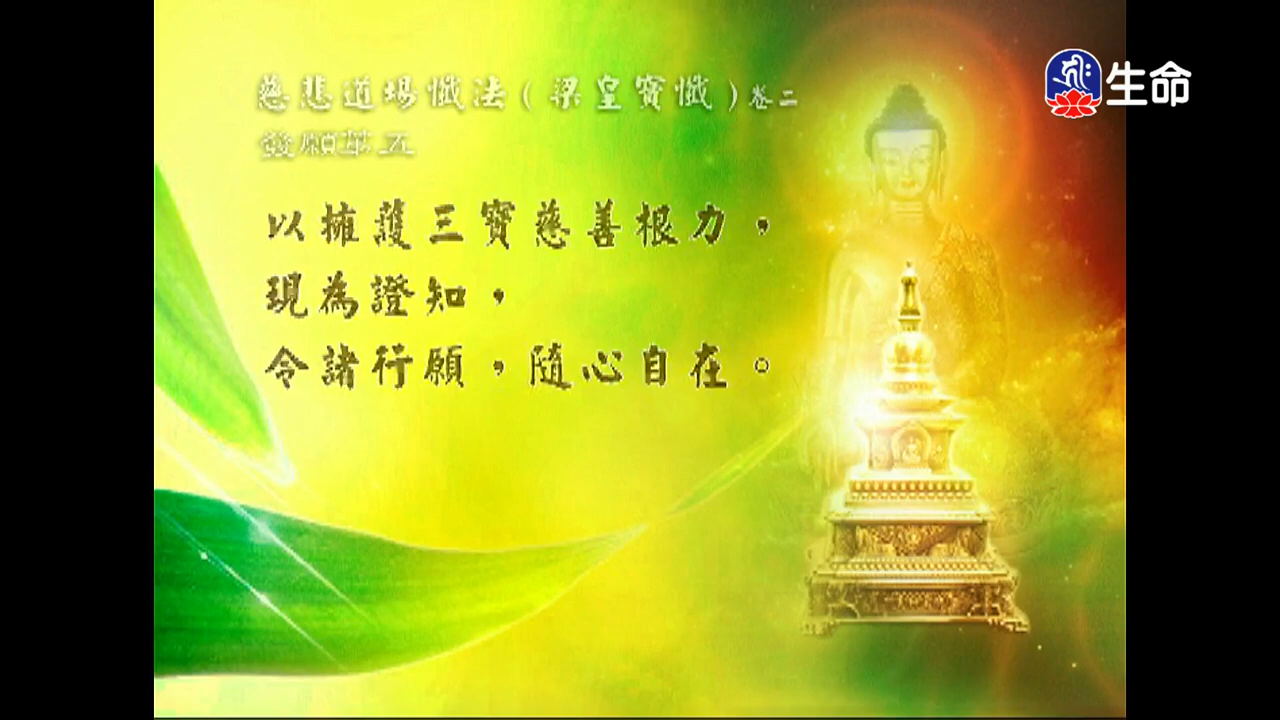 慈悲道場懺法(梁皇寶懺)卷二
生命
發願第五
以擁護三寶慈善根力，
現為證知，
令諸行願，隨心自在。